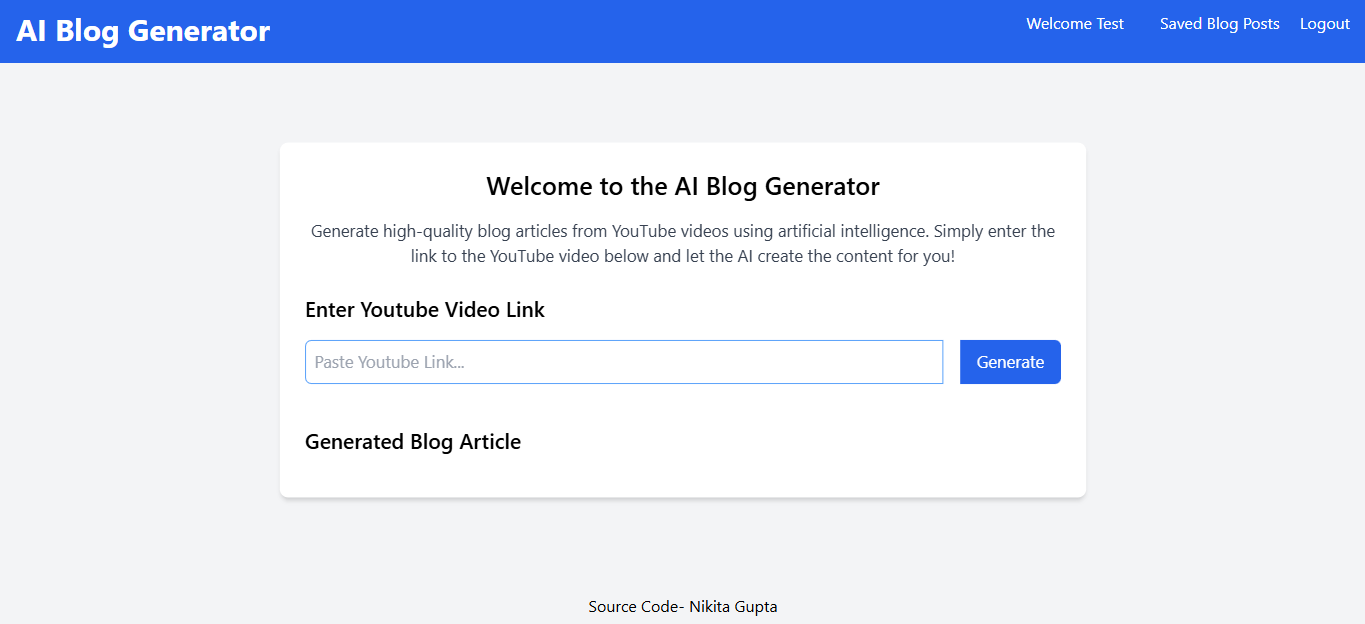 AI Blog Generator
Welcome Test
Saved Blog Posts
Logout
Welcome to the AI Blog Generator
Generate high-quality blog articles from YouTube videos using artificial intelligence. Simply enter the
link to the YouTube video below and let the AI create the content for you!
Enter Youtube Video Link
Paste Youtube Link...
Generate
Generated Blog Article
Source Code- Nikita Gupta